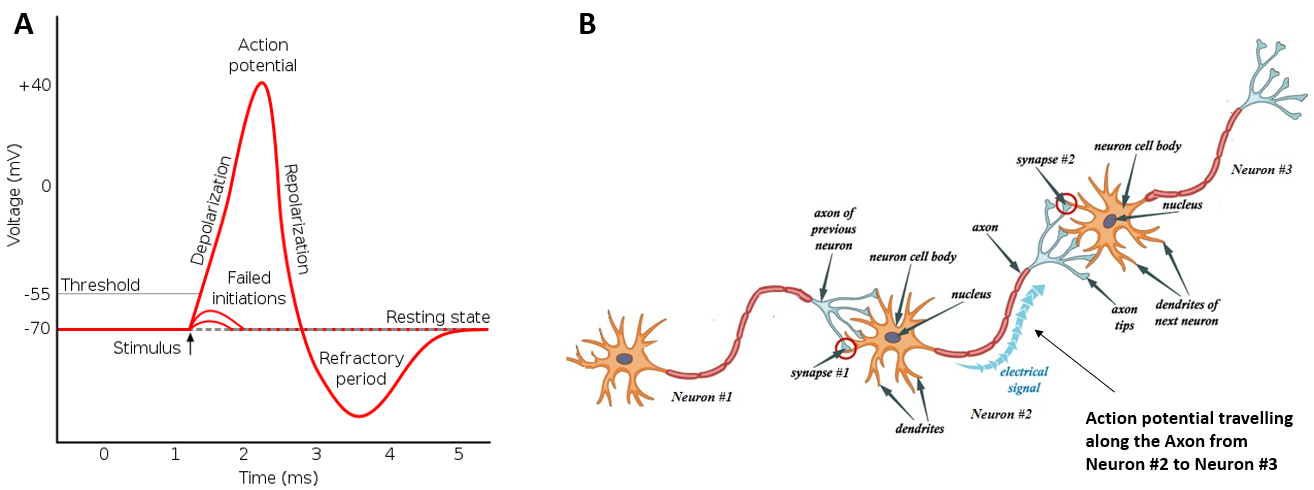 A
Action
potential
+40
Voltage (mV)
0
Depolarization
Repolarization
Threshold
Failed
initiations
-55
-70
Resting state
Stimulus
Refractory
period
0 1 2 3 4 5
Time (ms)
B
neuron cell body
synapse #2
Neuron #3
nucleus
axon of
previous
neuron
axon
neuron cell body
nucleus
axon
tips
dendrites of
next neuron
synapse #1
electrical
signal
Neuron #1
Neuron #2
dendrites
Action potential travelling
along the Axon from
Neuron #2 to Neuron #3